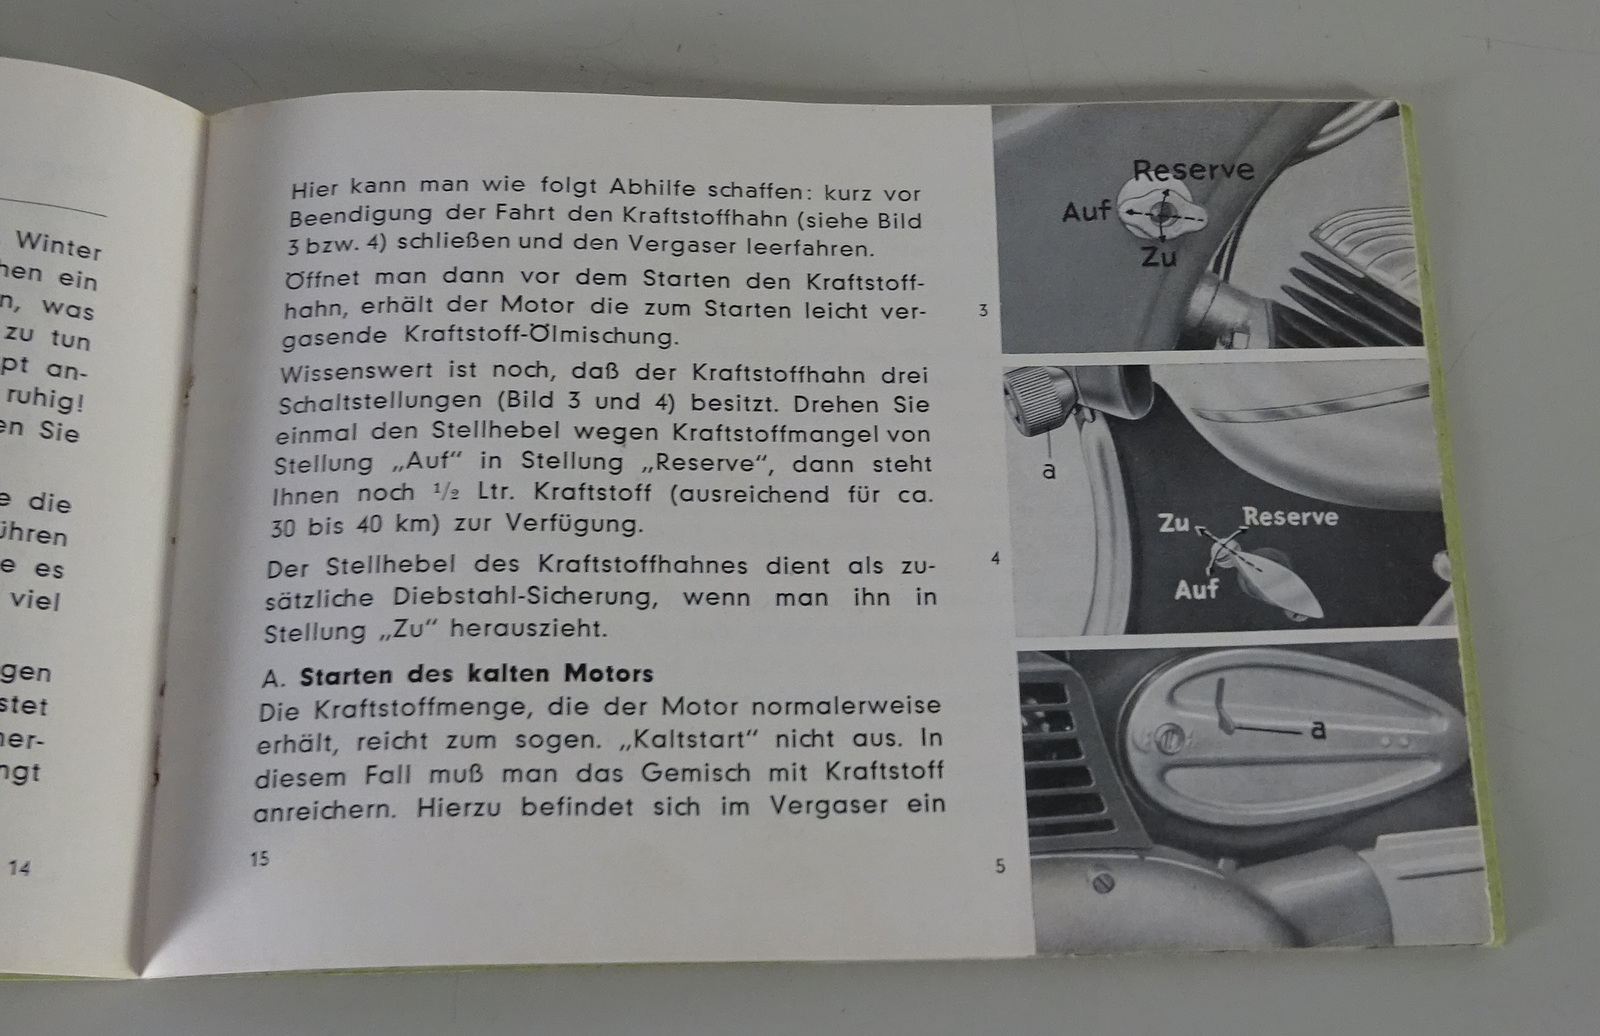 Winter
hen ein
n, was
zu tun
pt an-
ruhig!
en Sie
e die
ühren
e es
viel
gen
stet
ner-
ngt
14
Hier kann man wie folgt Abhilfe schaffen: kurz vor
Beendigung der Fahrt den Kraftstoffhahn (siehe Bild
3 bzw. 4) schließen und den Vergaser leerfahren.
Öffnet man dann vor dem Starten den Kraftstoff-
hahn, erhält der Motor die zum Starten leicht ver-
gasende Kraftstoff-Ölmischung.
Wissenswert ist noch, daß der Kraftstoffhahn drei
Schaltstellungen (Bild 3 und 4) besitzt. Drehen Sie
einmal den Stellhebel wegen Kraftstoffmangel von
Stellung „Auf“ in Stellung „Reserve“, dann steht
Ihnen noch 1/2 Ltr. Kraftstoff (ausreichend für ca.
30 bis 40 km) zur Verfügung.
Der Stellhebel des Kraftstoffhahnes dient als zu-
sätzliche Diebstahl-Sicherung, wenn man ihn in
Stellung „Zu“ herauszieht.
A. Starten des kalten Motors
Die Kraftstoffmenge, die der Motor normalerweise
erhält, reicht zum sogen. „Kaltstart“ nicht aus. In
diesem Fall muß man das Gemisch mit Kraftstoff
anreichern. Hierzu befindet sich im Vergaser ein
15
3
Reserve
Auf
Zu
4
a
Zu
Reserve
Auf
5
a